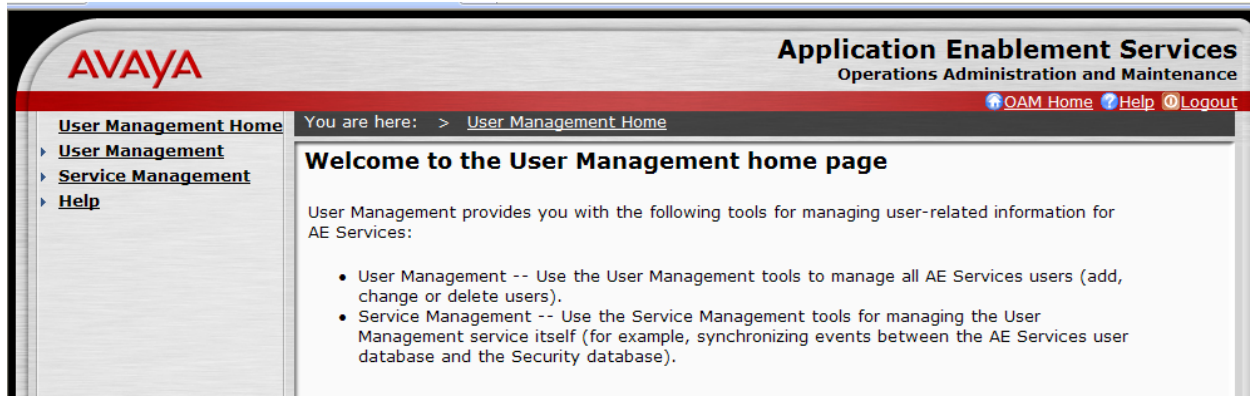 AVAYA
Application Enablement Services
Operations Administration and Maintenance
OAM Home Help Logout
User Management Home
User Management
Service Management
Help
You are here: > User Management Home
Welcome to the User Management home page
User Management provides you with the following tools for managing user-related information for
AE Services:
• User Management -- Use the User Management tools to manage all AE Services users (add,
change or delete users).
• Service Management -- Use the Service Management tools for managing the User
Management service itself (for example, synchronizing events between the AE Services user
database and the Security database).